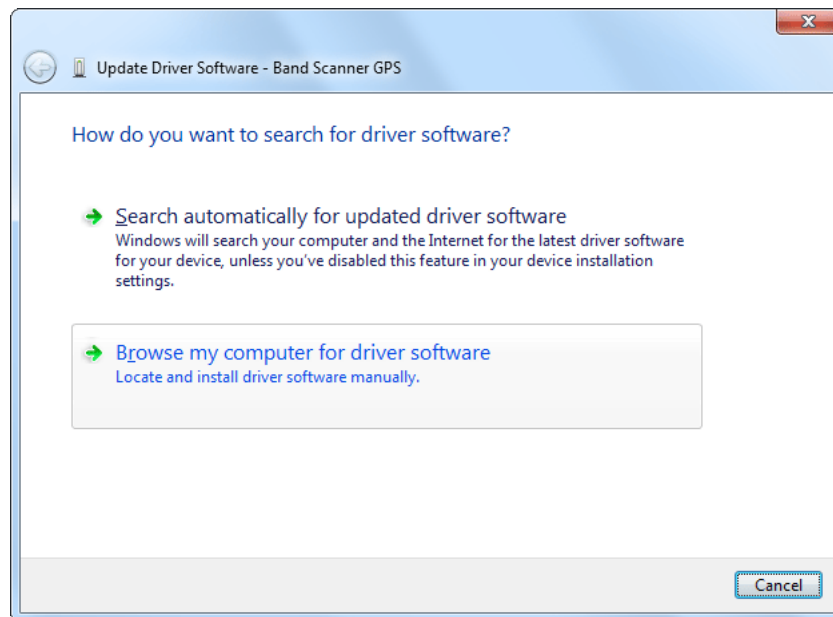 Update Driver Software - Band Scanner GPS
How do you want to search for driver software?
Search automatically for updated driver software
Windows will search your computer and the Internet for the latest driver software
for your device, unless you've disabled this feature in your device installation
settings.
Browse my computer for driver software
Locate and install driver software manually.
Cancel